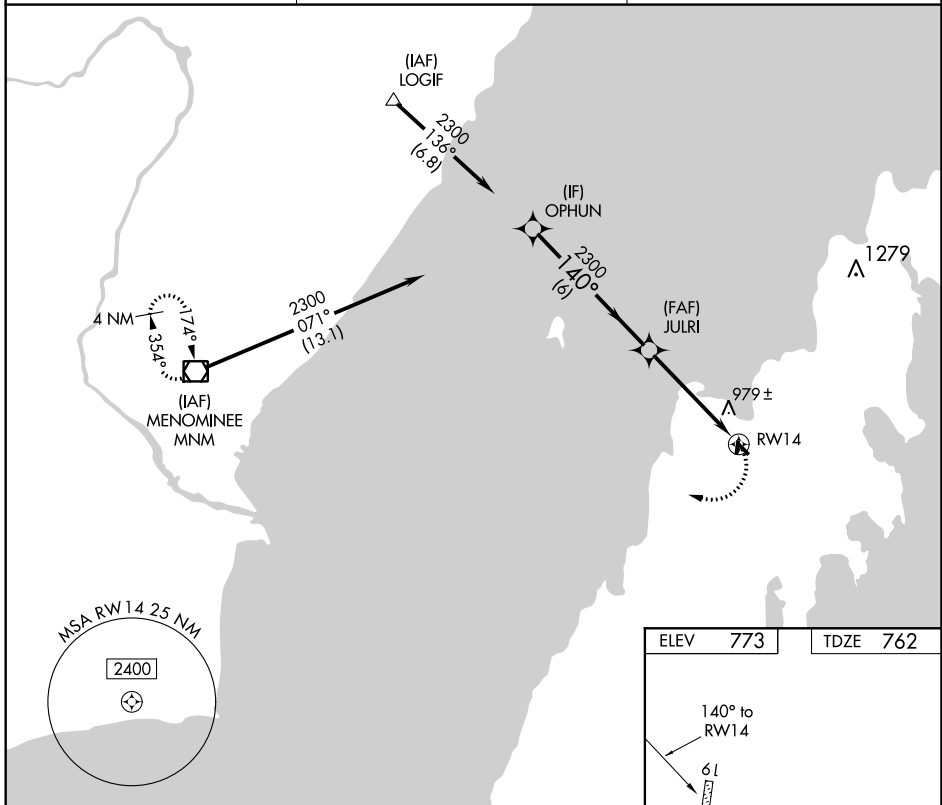 (IAF)
LOGIF
2300
136°
(6.8)
(IF)
OPHUN
2300
140°
(6)
1279
(FAF)
JULRI
2300
071°
(13.1)
4 NM
174°
354°
(IAF)
MENOMINEE
MNM
979 ±
RW14
MSA RW14 25 NM
2400
ELEV 773
TDZE 762
140° to
RW14
19